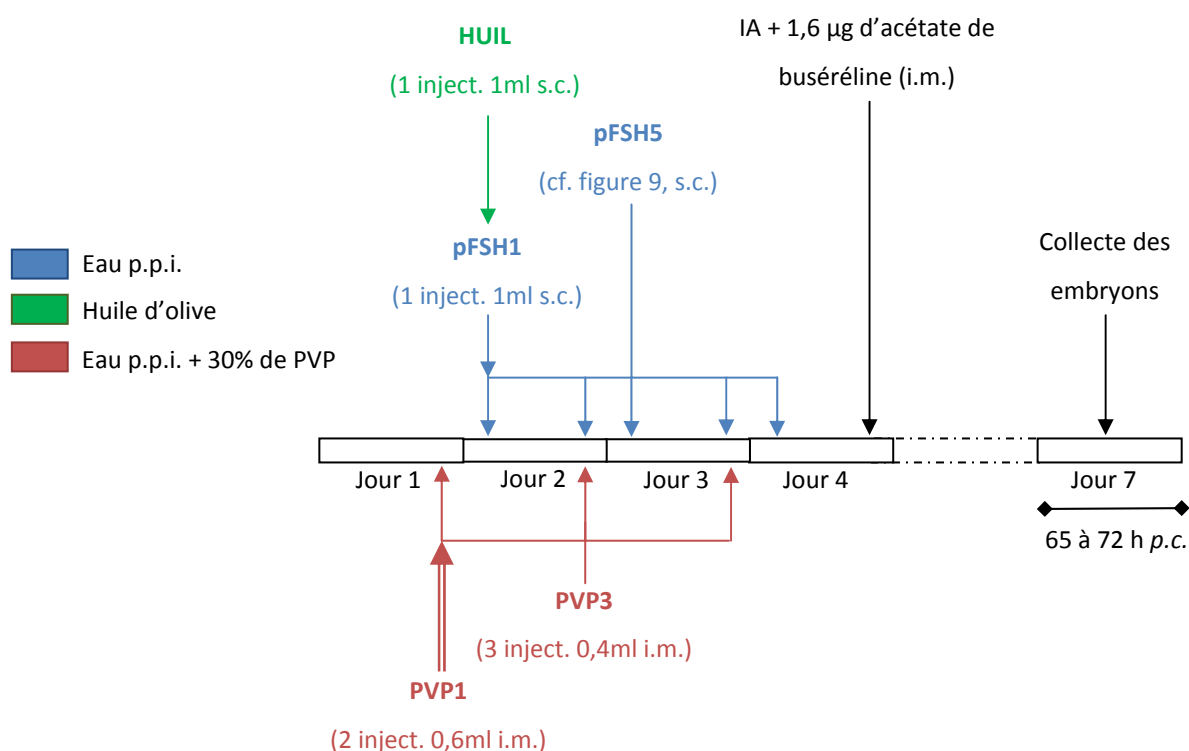 HUIL
(1 inject. 1ml s.c.)
IA + 1,6 µg d’acétate de
buséréline (i.m.)
pFSH5
(cf. figure 9, s.c.)
pFSH1
(1 inject. 1ml s.c.)
Collecte des
embryons
Eau p.p.i.
Huile d’olive
Eau p.p.i. + 30% de PVP
Jour 1
Jour 2
Jour 3
Jour 4
Jour 7
65 à 72 h p.c.
PVP3
(3 inject. 0,4ml i.m.)
PVP1
(2 inject. 0,6ml i.m.)